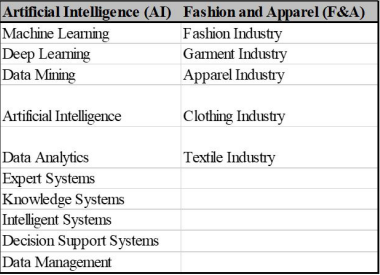 Artificial Intelligence (AI) Fashion and Apparel (F&A)
Machine Learning Fashion Industry
Deep Learning Garment Industry
Data Mining Apparel Industry
Artificial Intelligence Clothing Industry
Data Analytics Textile Industry
Expert Systems
Knowledge Systems
Intelligent Systems
Decision Support Systems
Data Management